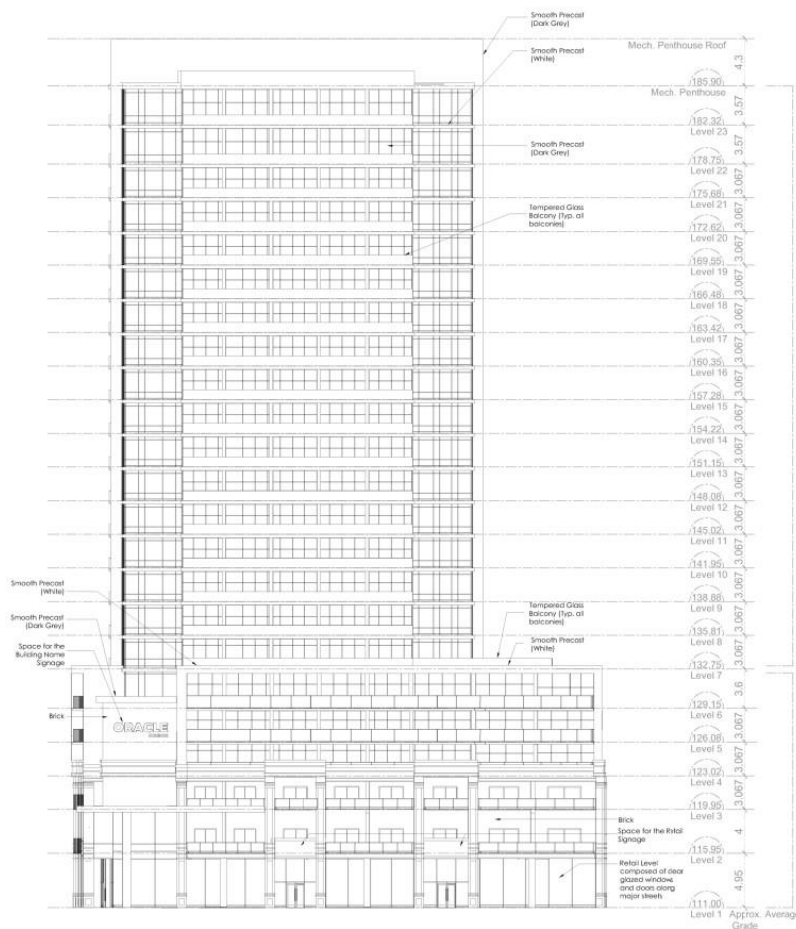 Smooth Precast
(Dark Grey)
Mech. Penthouse Roof
4.3
Smooth Precast
(White)
185.90
Mech. Penthouse
3.57
182.32
Level 23
Smooth Precast
(Dark Grey)
3.57
178.75
Level 22
3.067
175.68
Level 21
3.067
Tempered Glass
Balcony (Typ. all
balconies)
172.62
Level 20
3.067
169.55
Level 19
3.067
166.48
Level 18
3.067
163.42
Level 17
3.067
160.35
Level 16
3.067
157.28
Level 15
3.067
154.22
Level 14
3.067
151.15
Level 13
3.067
148.08
Level 12
3.067
145.02
Level 11
3.067
141.95
Level 10
3.067
138.88
Level 9
3.067
135.81
Level 8
3.067
132.75
Level 7
Smooth Precast
(White)
Smooth Precast
(Dark Grey)
Space for the
Building Name
Signage
Brick
ORACLE
Tempered Glass
Balcony (Typ. all
balconies)
Smooth Precast
(White)
3.6
129.15
Level 6
3.067
126.08
Level 5
3.067
123.02
Level 4
3.067
119.95
Level 3
Brick
Space for the Retail
Signage
4
115.95
Level 2
Retail Level
composed of clear
glazed windows
and doors along
major streets
4.95
111.00
Level 1 Approx. Average
Grade